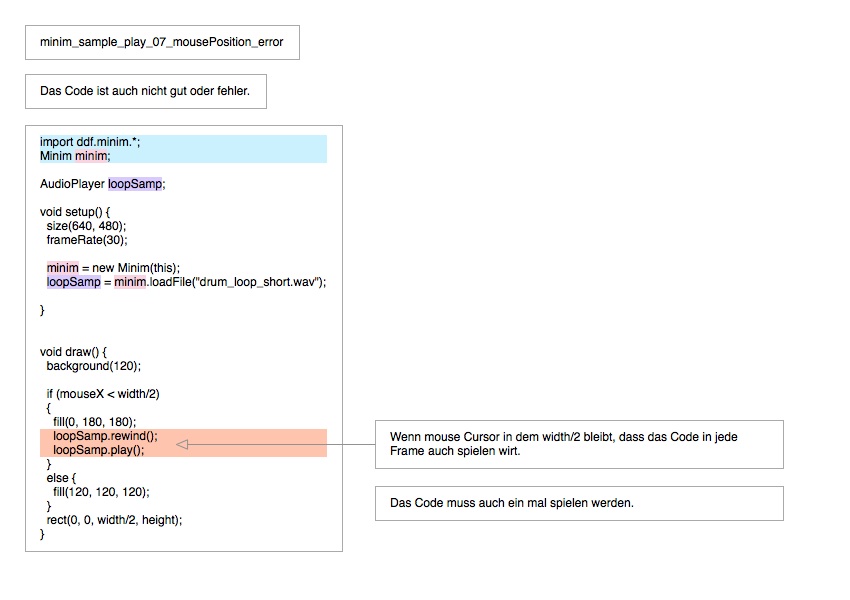 minim_sample_play_07_mousePosition_error
Das Code ist auch nicht gut oder fehler.
import ddf.minim.*;
Minim minim;
AudioPlayer loopSamp;
void setup() {
size(640, 480);
frameRate(30);
minim = new Minim(this);
loopSamp = minim.loadFile("drum_loop_short.wav");
}
void draw() {
background(120);
if (mouseX < width/2)
{
fill(0, 180, 180);
loopSamp.rewind();
loopSamp.play();
}
else {
fill(120, 120, 120);
}
rect(0, 0, width/2, height);
}
Wenn mouse Cursor in dem width/2 bleibt, dass das Code in jede
Frame auch spielen wirt.
Das Code muss auch ein mal spielen werden.